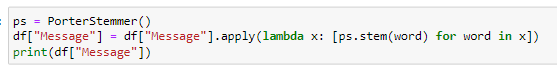 ps = PorterStemmer()
df["Message"] = df["Message"].apply(lambda x: [ps.stem(word) for word in x])
print(df["Message"])